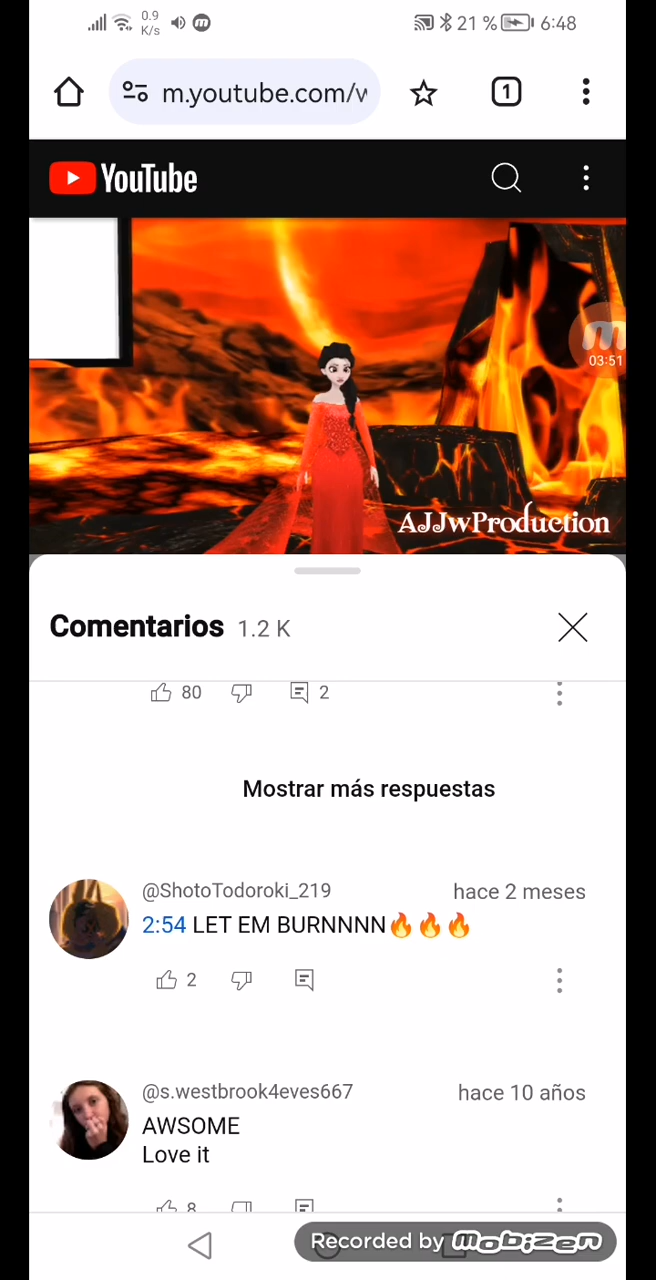 0.9
K/s
21 %
6:48
m.youtube.com/w
1
YouTube
03:51
AJJwProduction
Comentarios 1.2 K
80
2
Mostrar más respuestas
@ShotoTodoroki_219 hace 2 meses
2:54 LET EM BURNNNN🔥🔥🔥
2
@s.westbrook4eves667 hace 10 años
AWSOME
Love it
8
Recorded by mobizen